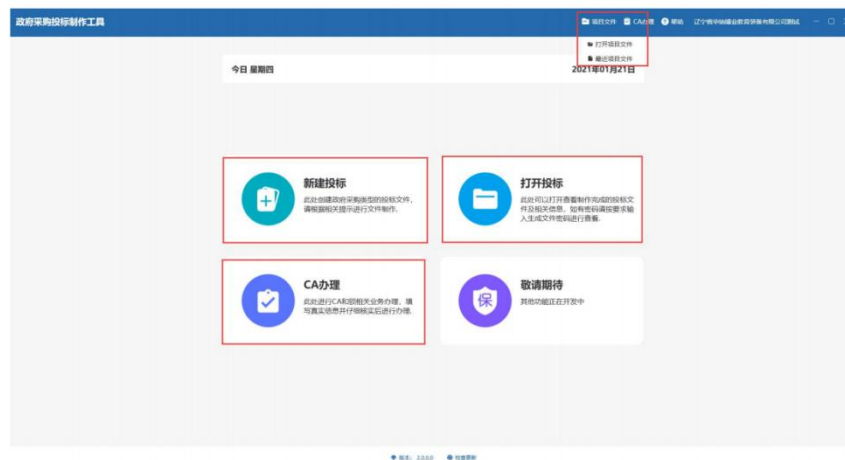 政府采购投标制作工具
项目文件 CA办理 帮助
打开项目文件
最近项目文件
今日 星期四
2021年01月21日
新建投标
此处创建政府采购类型的投标文件，
请根据相关提示进行文件制作.
打开投标
此处可以打开查看制作完成的投标文
件及相关信息，如有密码请按要求输
入生成文件密码进行查看.
CA办理
此处进行CA和锁相关业务办理，填
写真实信息并仔细核实后进行办理.
敬请期待
保
其他功能正在开发中
检查更新